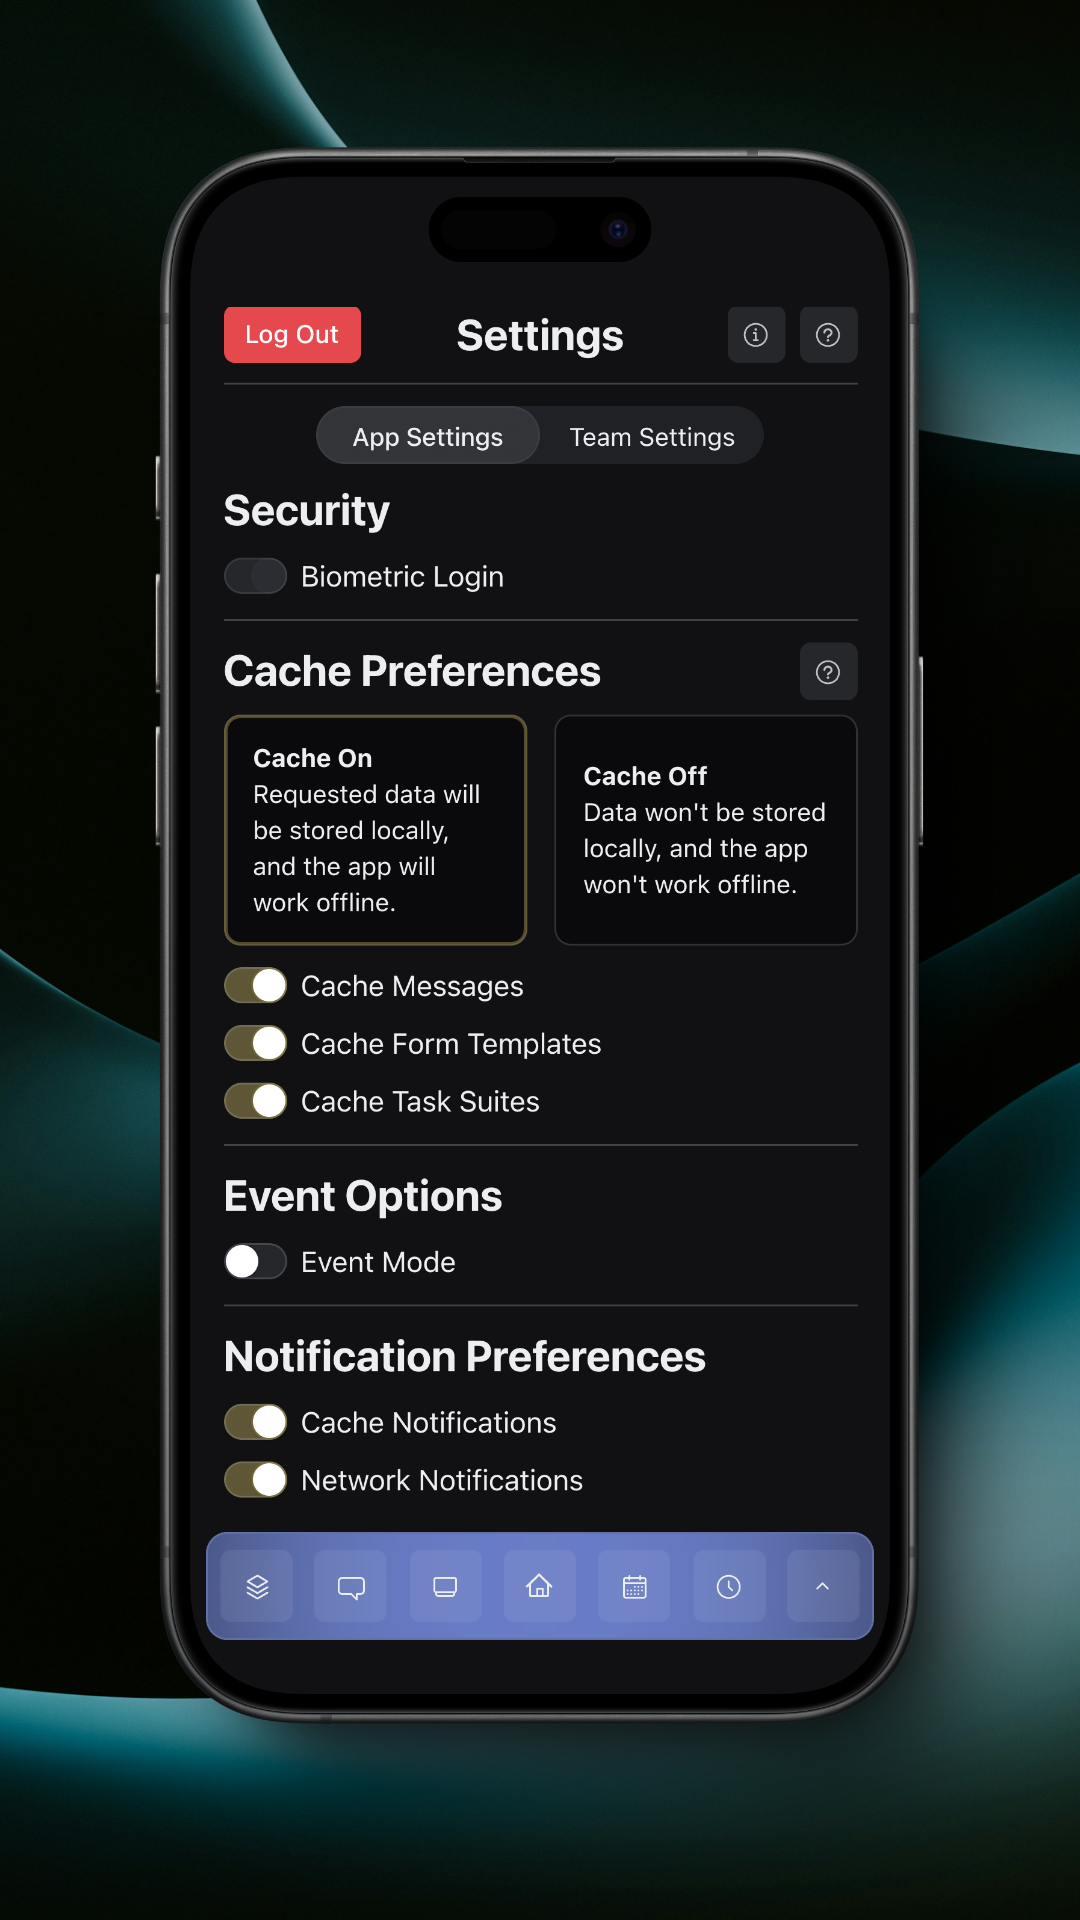 Log Out
Settings
App Settings
Team Settings
Security
Biometric Login
Cache Preferences
Cache On
Requested data will
be stored locally,
and the app will
work offline.
Cache Off
Data won't be stored
locally, and the app
won't work offline.
Cache Messages
Cache Form Templates
Cache Task Suites
Event Options
Event Mode
Notification Preferences
Cache Notifications
Network Notifications